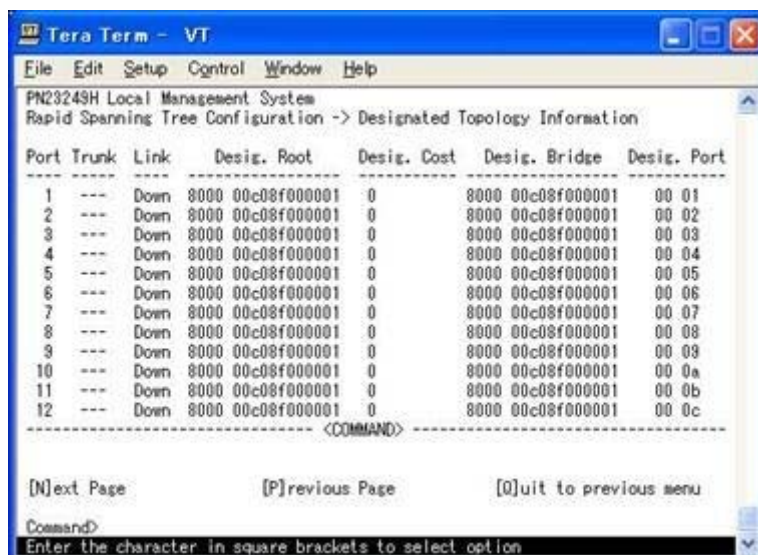 Tera Term - VT
File Edit Setup Control Window Help
PN23249H Local Management System
Rapid Spanning Tree Configuration -> Designated Topology Information
Port Trunk Link Desig. Root Desig. Cost Desig. Bridge Desig. Port
---- ----- ---- ----------------- ----------- ----------------- -----------
1 --- Down 8000 00c08f000001 0 8000 00c08f000001 00 01
2 --- Down 8000 00c08f000001 0 8000 00c08f000001 00 02
3 --- Down 8000 00c08f000001 0 8000 00c08f000001 00 03
4 --- Down 8000 00c08f000001 0 8000 00c08f000001 00 04
5 --- Down 8000 00c08f000001 0 8000 00c08f000001 00 05
6 --- Down 8000 00c08f000001 0 8000 00c08f000001 00 06
7 --- Down 8000 00c08f000001 0 8000 00c08f000001 00 07
8 --- Down 8000 00c08f000001 0 8000 00c08f000001 00 08
9 --- Down 8000 00c08f000001 0 8000 00c08f000001 00 09
10 --- Down 8000 00c08f000001 0 8000 00c08f000001 00 0a
11 --- Down 8000 00c08f000001 0 8000 00c08f000001 00 0b
12 --- Down 8000 00c08f000001 0 8000 00c08f000001 00 0c
-------------------------------- <COMMAND> -----------------------------------
[N]ext Page [P]revious Page [Q]uit to previous menu
Command>
Enter the character in square brackets to select option